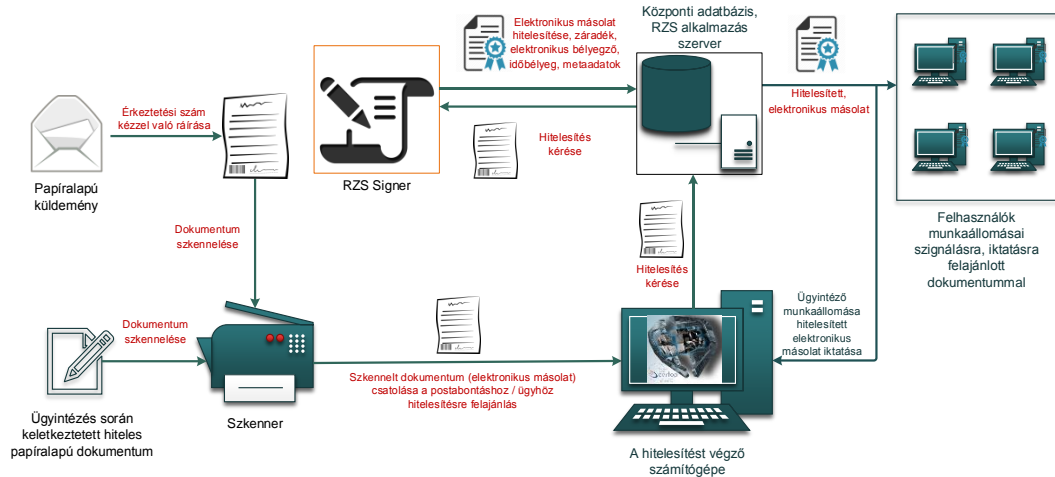 Elektronikus másolat
hitelesítése, záradék,
elektronikus bélyegző,
időbélyeg, metaadatok
Központi adatbázis,
RZS alkalmazás
szerver
Érkeztetési szám
kézzel való ráírása
Hitelesítés
kérése
Hitelesített,
elektronikus másolat
Papíralapú
küldemény
RZS Signer
Felhasználók
munkaállomásai
szignálásra, iktatásra
felajánlott
dokumentummal
Dokumentum
szkennelése
Hitelesítés
kérése
Dokumentum
szkennelése
Ügyintéző
munkaállomása
hitelesített
elektronikus
másolat iktatása
Szkennelt dokumentum (elektronikus másolat)
csatolása a postabontáshoz / ügyhöz
hitelesítésre felajánlás
Ügyintézés során
keletkeztetett hiteles
papíralapú dokumentum
Szkenner
A hitelesítést végző
számítógépe